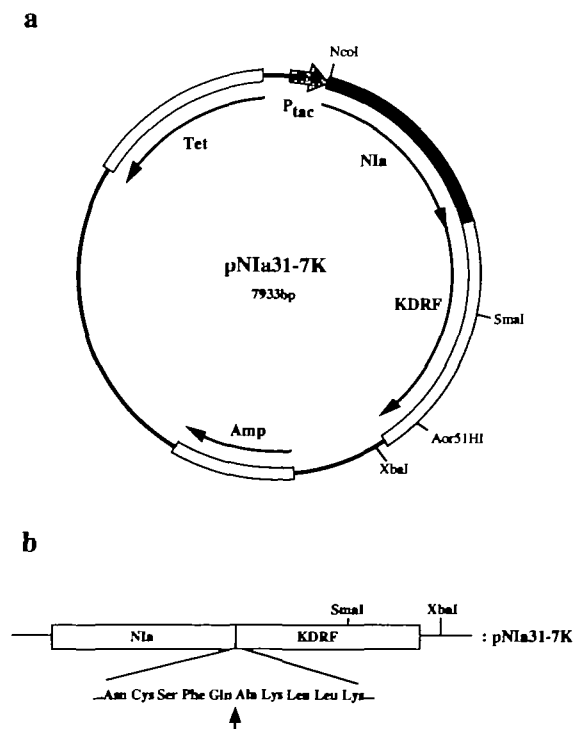 a
NcoI
Ptac
Tet
NIa
pNIa31-7K
7933bp
KDRF
SmaI
Aor51HI
Amp
XbaI
b
SmaI XbaI
NIa KDRF : pNIa31-7K
Asn Cys Ser Phe Gln Ala Lys Leu Leu Lys